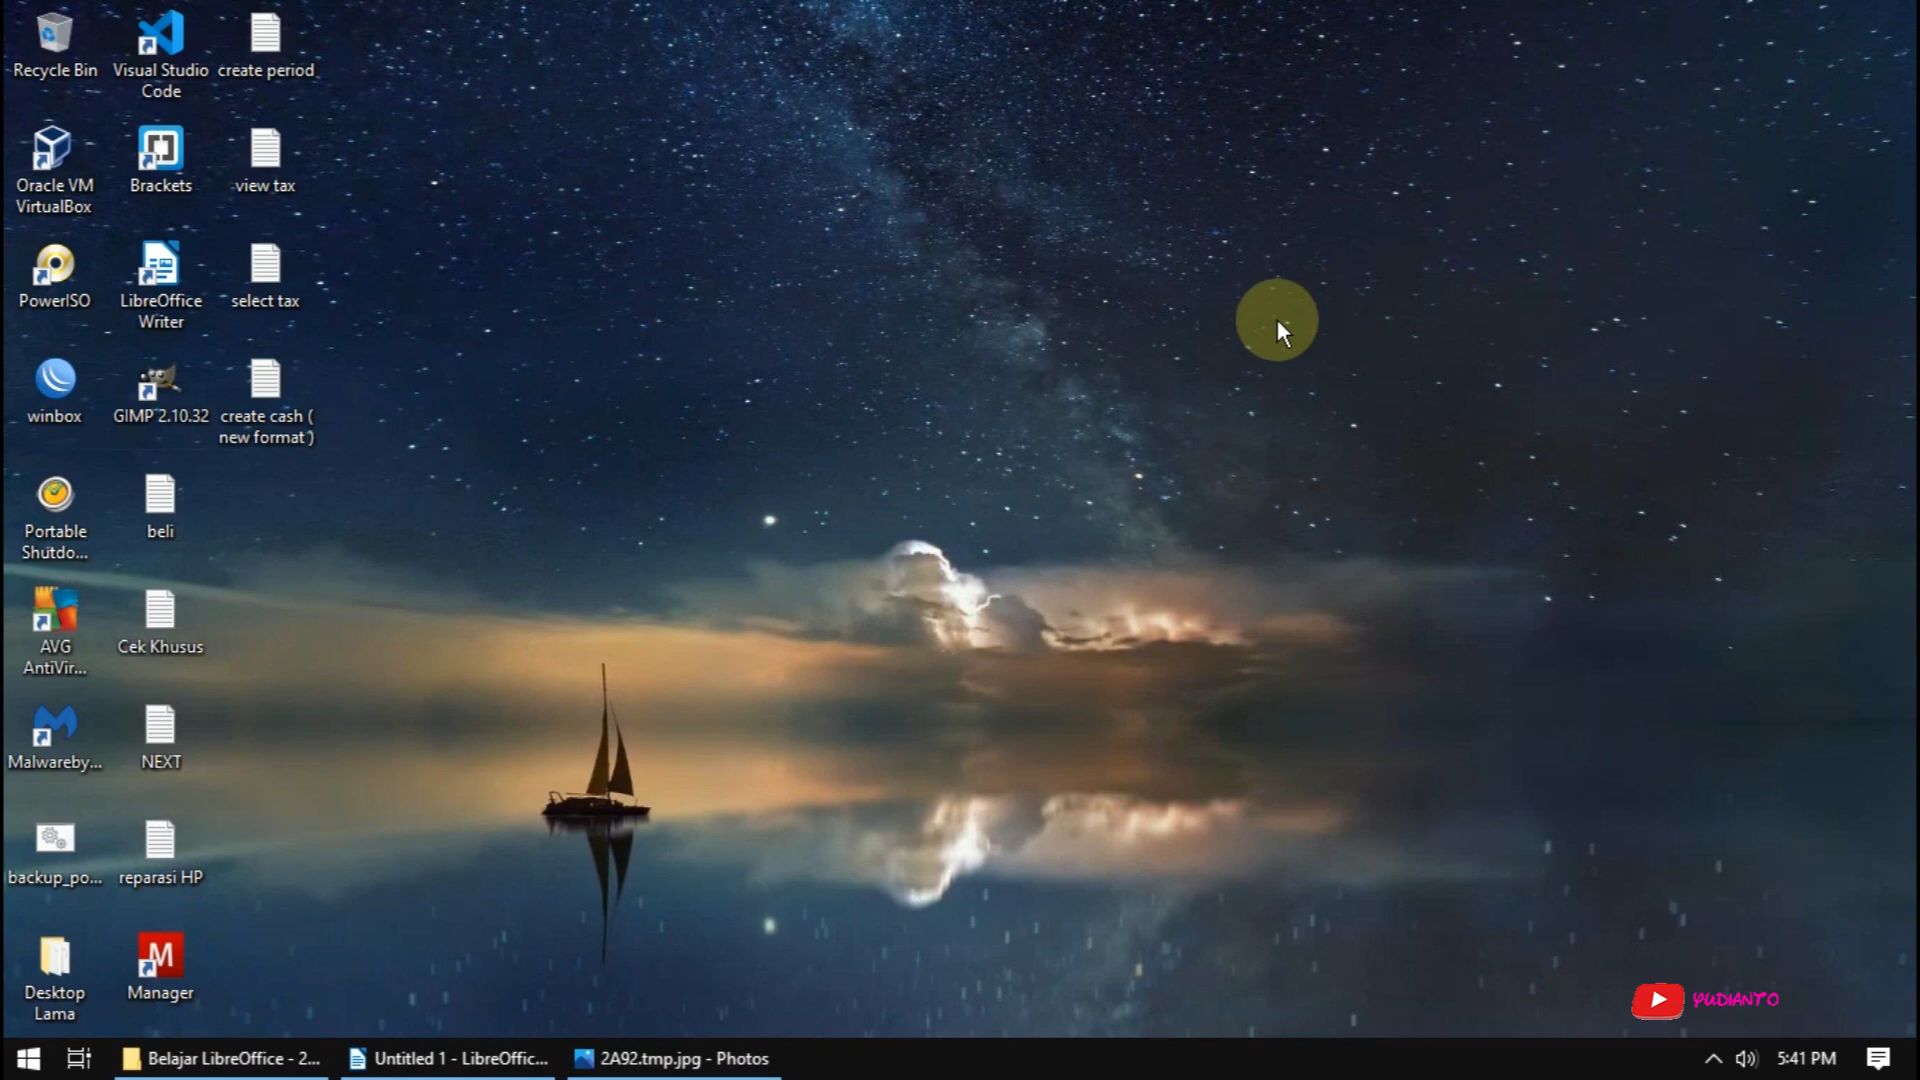 Recycle Bin
Visual Studio
Code
create period
Oracle VM
VirtualBox
Brackets
view tax
PowerISO
LibreOffice
Writer
select tax
winbox
GIMP 2.10.32
create cash (
new format )
Portable
Shutdo...
beli
AVG
AntiVir...
Cek Khusus
Malwareby...
NEXT
backup_po...
reparasi HP
Desktop
Lama
M
Manager
YUDIANTO
Belajar LibreOffice - 2...
Untitled 1 - LibreOffic...
2A92.tmp.jpg - Photos
5:41 PM